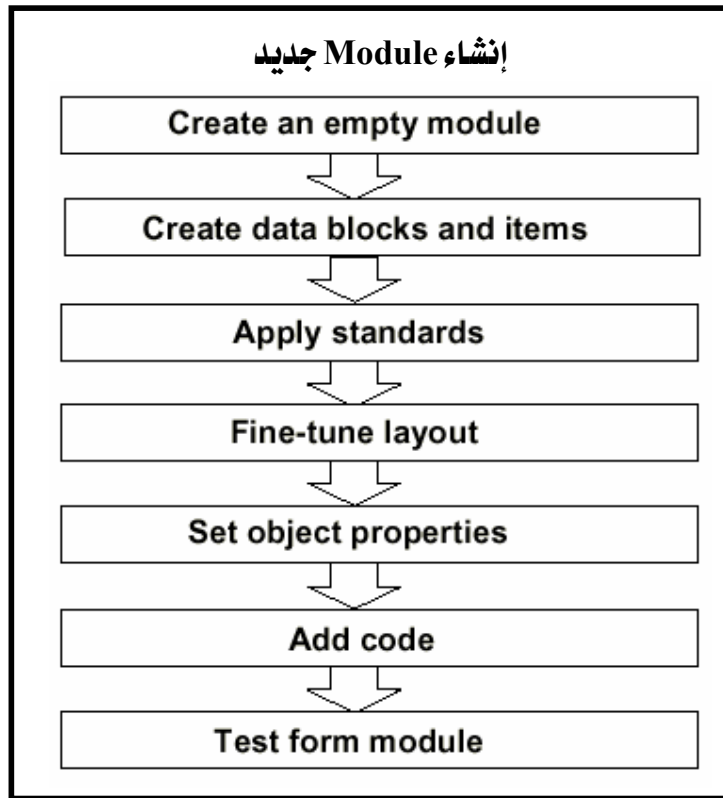 إنشاء Module جديد
Create an empty module
Create data blocks and items
Apply standards
Fine-tune layout
Set object properties
Add code
Test form module